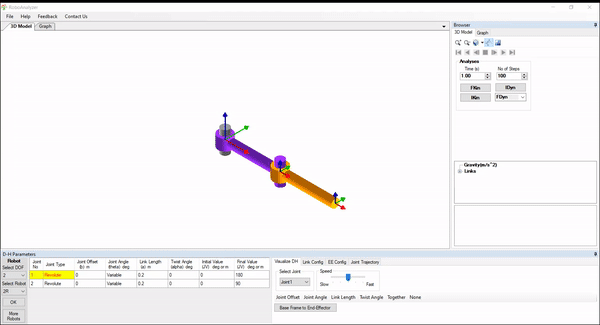 RoboAnalyzer
File Help Feedback Contact Us
3D Model Graph
Browser
3D Model Graph
Analyses
Time (s) No of Steps
1.00 100
FKin IDyn
IKin FDyn
Gravity(m/s^2)
Links
D-H Parameters
Robot
Select DOF
2
Select Robot
2R
OK
More
Robots
Joint No Joint Type Joint Offset (b) m Joint Angle (theta) deg Link Length (a) m Twist Angle (alpha) deg Initial Value (JV) deg or m Final Value (JV) deg or m
1 Revolute 0 Variable 0.2 0 0 180
2 Revolute 0 Variable 0.2 0 0 90
Visualize DH Link Config EE Config Joint Trajectory
Select Joint
Joint1
Speed
Slow Fast
Joint Offset Joint Angle Link Length Twist Angle Together None
Base Frame to End-Effector